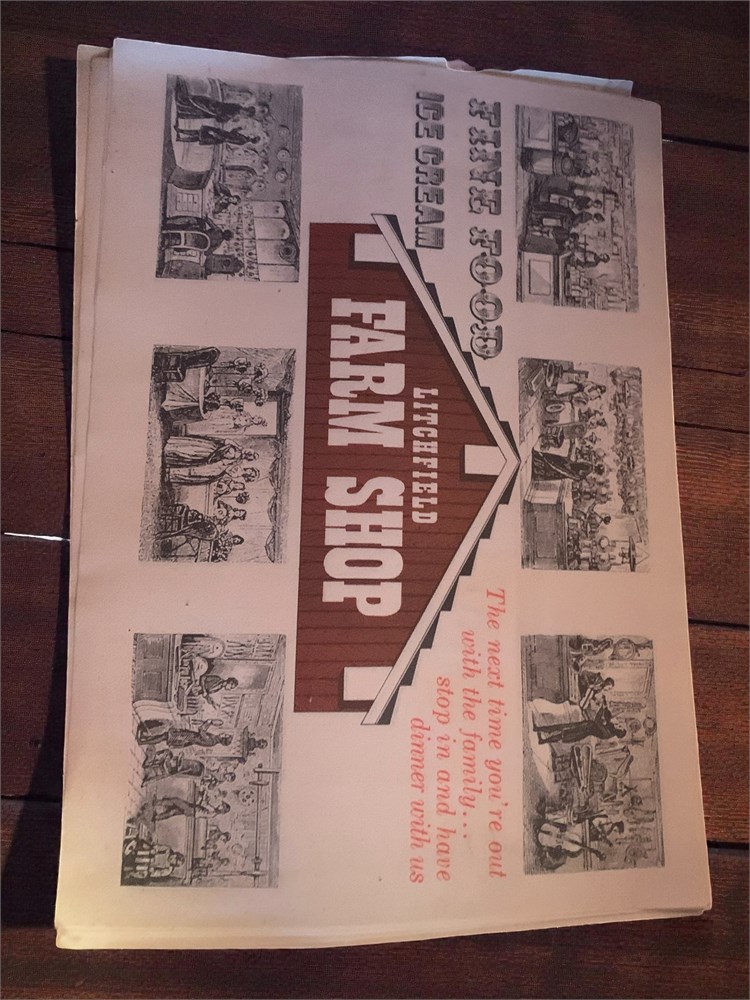 FINE FOOD
ICE CREAM
The next time you're out
with the family...
stop in and have
dinner with us
LITCHFIELD
FARM SHOP